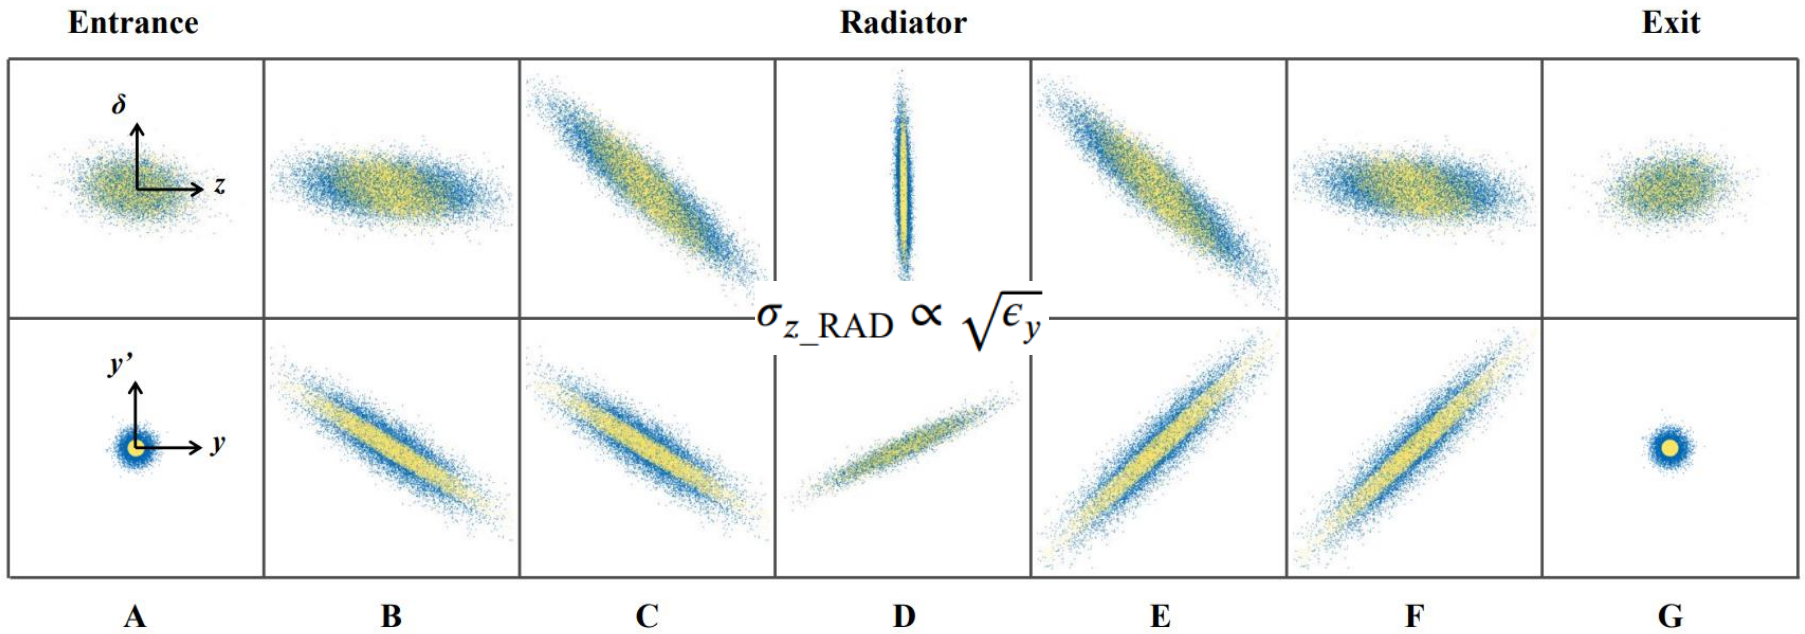 Entrance Radiator Exit
δ
z
σz_RAD ∝ √ϵy
y’
y
A B C D E F G